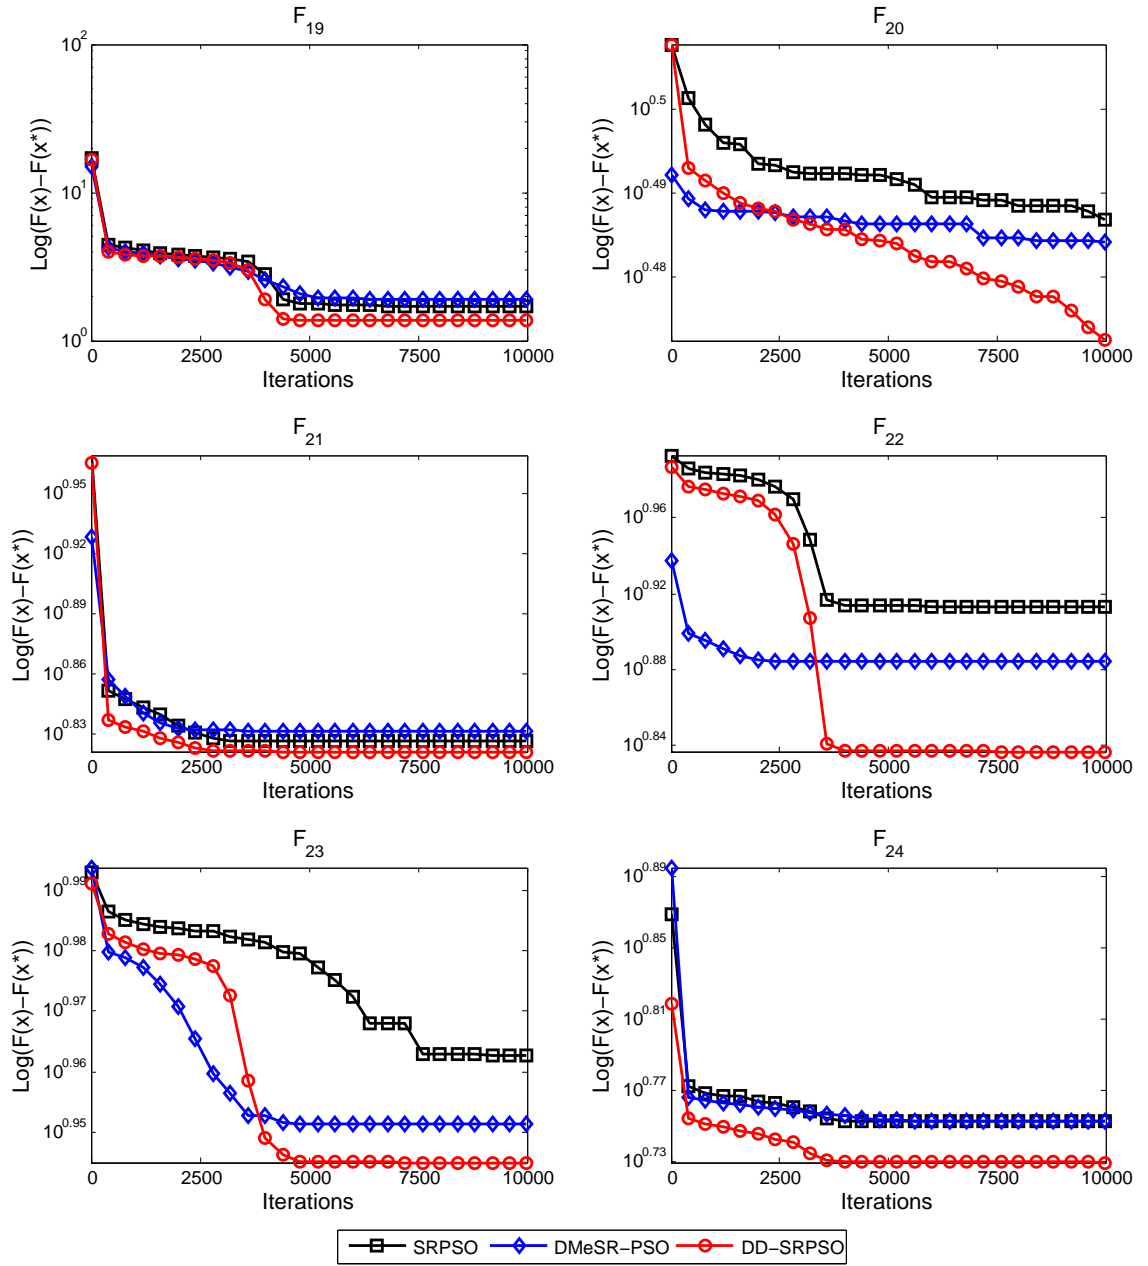 F19
Log(F(x)−F(x*))
10^2
10^1
10^0
0 2500 5000 7500 10000
Iterations
F20
Log(F(x)−F(x*))
10^0.5
10^0.49
10^0.48
0 2500 5000 7500 10000
Iterations
F21
Log(F(x)−F(x*))
10^0.95
10^0.92
10^0.89
10^0.86
10^0.83
0 2500 5000 7500 10000
Iterations
F22
Log(F(x)−F(x*))
10^0.96
10^0.92
10^0.88
10^0.84
0 2500 5000 7500 10000
Iterations
F23
Log(F(x)−F(x*))
10^0.99
10^0.98
10^0.97
10^0.96
10^0.95
0 2500 5000 7500 10000
Iterations
F24
Log(F(x)−F(x*))
10^0.89
10^0.85
10^0.81
10^0.77
10^0.73
0 2500 5000 7500 10000
Iterations
SRPSO DMeSR−PSO DD−SRPSO